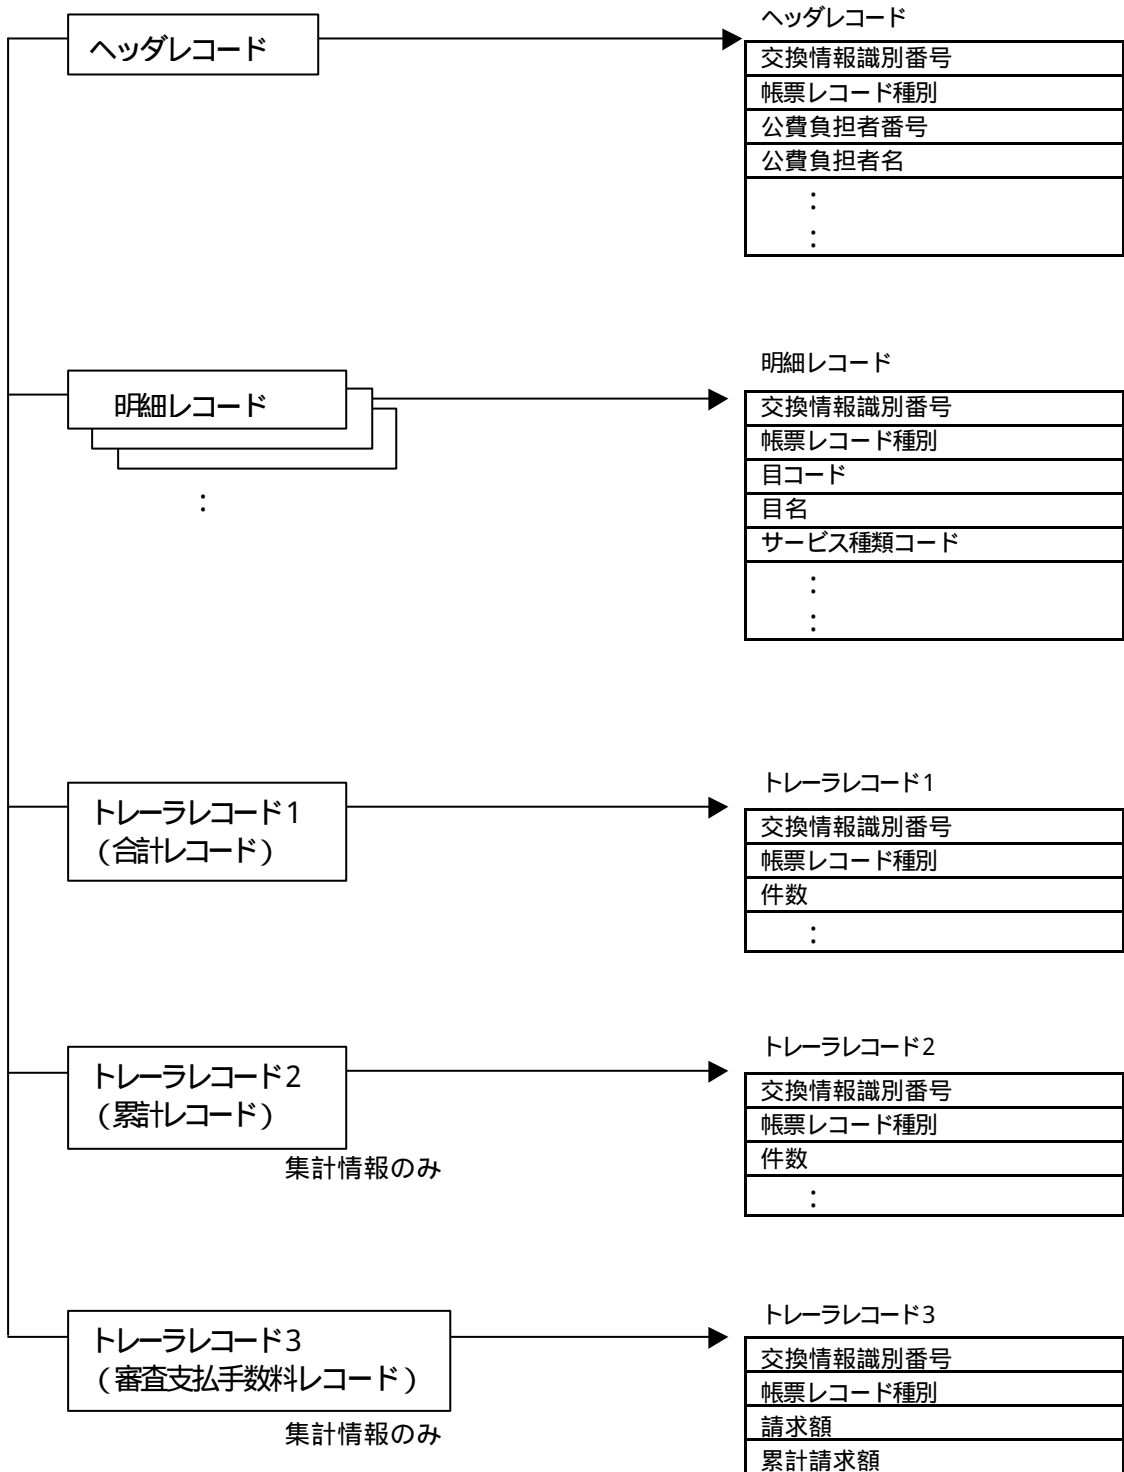 ヘッダレコード
ヘッダレコード
交換情報識別番号
帳票レコード種別
公費負担者番号
公費負担者名
：
：
明細レコード
：
明細レコード
交換情報識別番号
帳票レコード種別
目コード
目名
サービス種類コード
：
：
トレーラレコード1
（合計レコード）
トレーラレコード1
交換情報識別番号
帳票レコード種別
件数
：
トレーラレコード2
（累計レコード）
集計情報のみ
トレーラレコード2
交換情報識別番号
帳票レコード種別
件数
：
トレーラレコード3
（審査支払手数料レコード）
集計情報のみ
トレーラレコード3
交換情報識別番号
帳票レコード種別
請求額
累計請求額